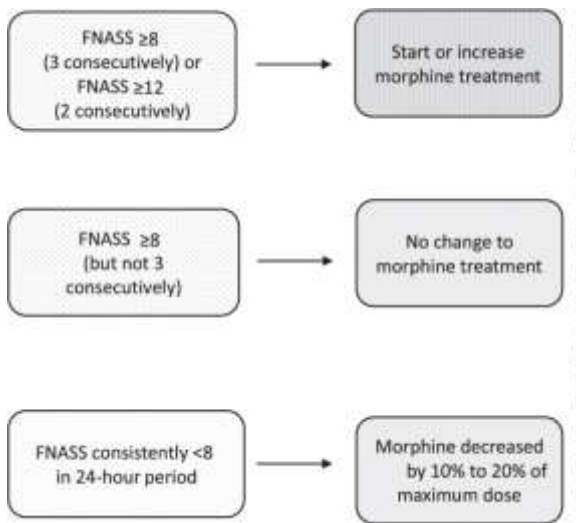 FNASS ≥8
(3 consecutively) or
FNASS ≥12
(2 consecutively)
Start or increase
morphine treatment
FNASS ≥8
(but not 3
consecutively)
No change to
morphine treatment
FNASS consistently <8
in 24-hour period
Morphine decreased
by 10% to 20% of
maximum dose